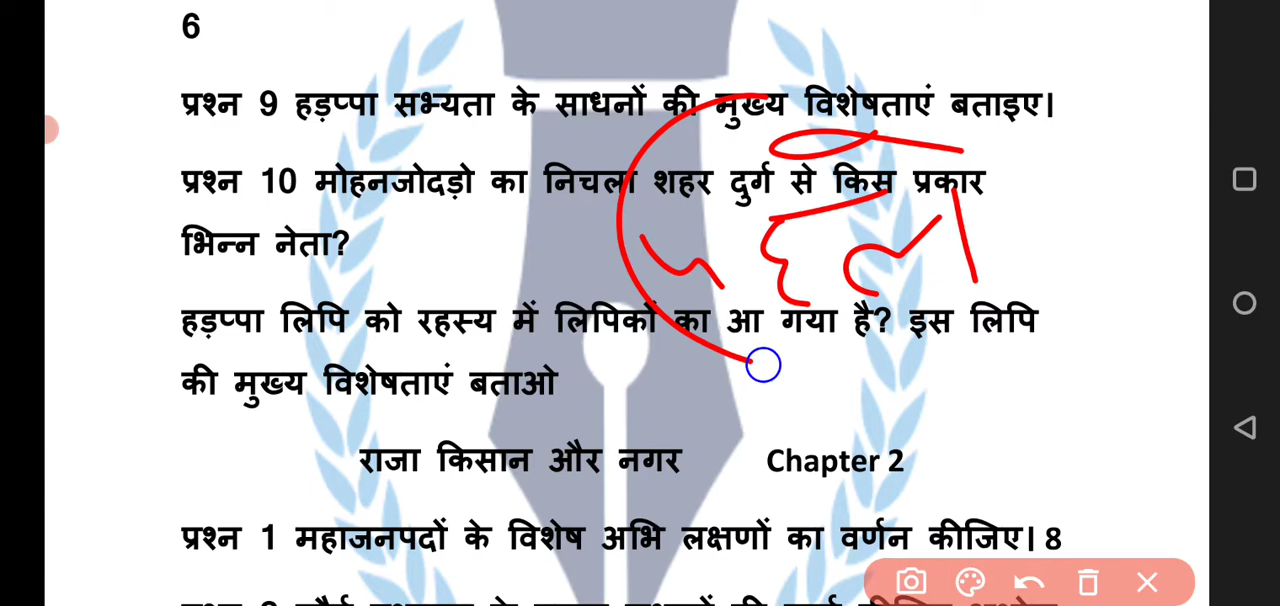 6
प्रश्न 9 हड़प्पा सभ्यता के साधनों की मुख्य विशेषताएं बताइए।
प्रश्न 10 मोहनजोदड़ो का निचला शहर दुर्ग से किस प्रकार
भिन्न नेता?
हड़प्पा लिपि को रहस्य में लिपिकों का आ गया है? इस लिपि
की मुख्य विशेषताएं बताओ
राजा किसान और नगर Chapter 2
प्रश्न 1 महाजनपदों के विशेष अभि लक्षणों का वर्णन कीजिए। 8